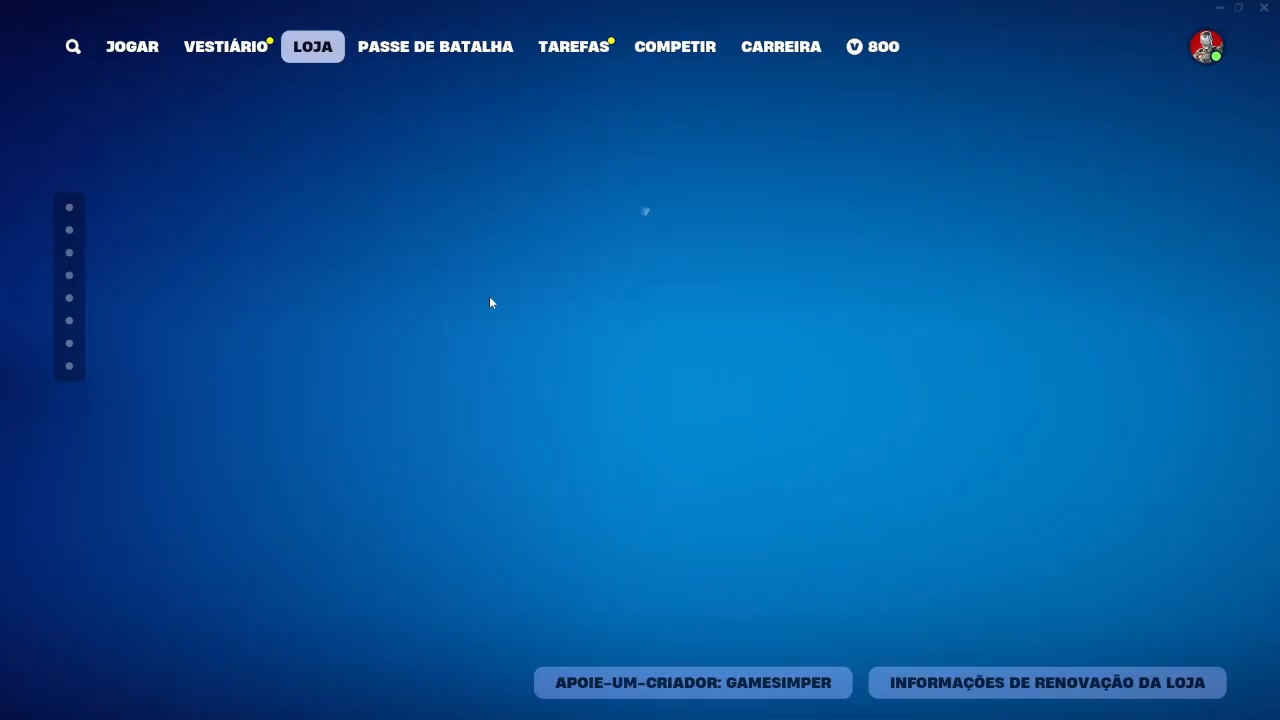 JOGAR VESTIÁRIO LOJA PASSE DE BATALHA TAREFAS COMPETIR CARREIRA V 800
APOIE-UM-CRIADOR: GAMESIMPER INFORMAÇÕES DE RENOVAÇÃO DA LOJA